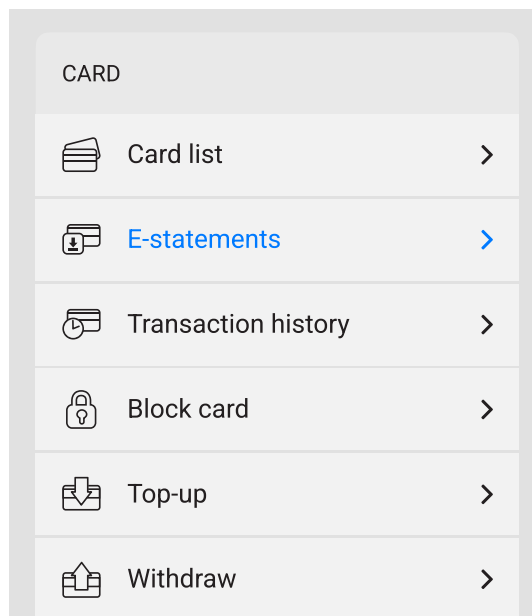 CARD
Card list
E-statements
Transaction history
Block card
Top-up
Withdraw